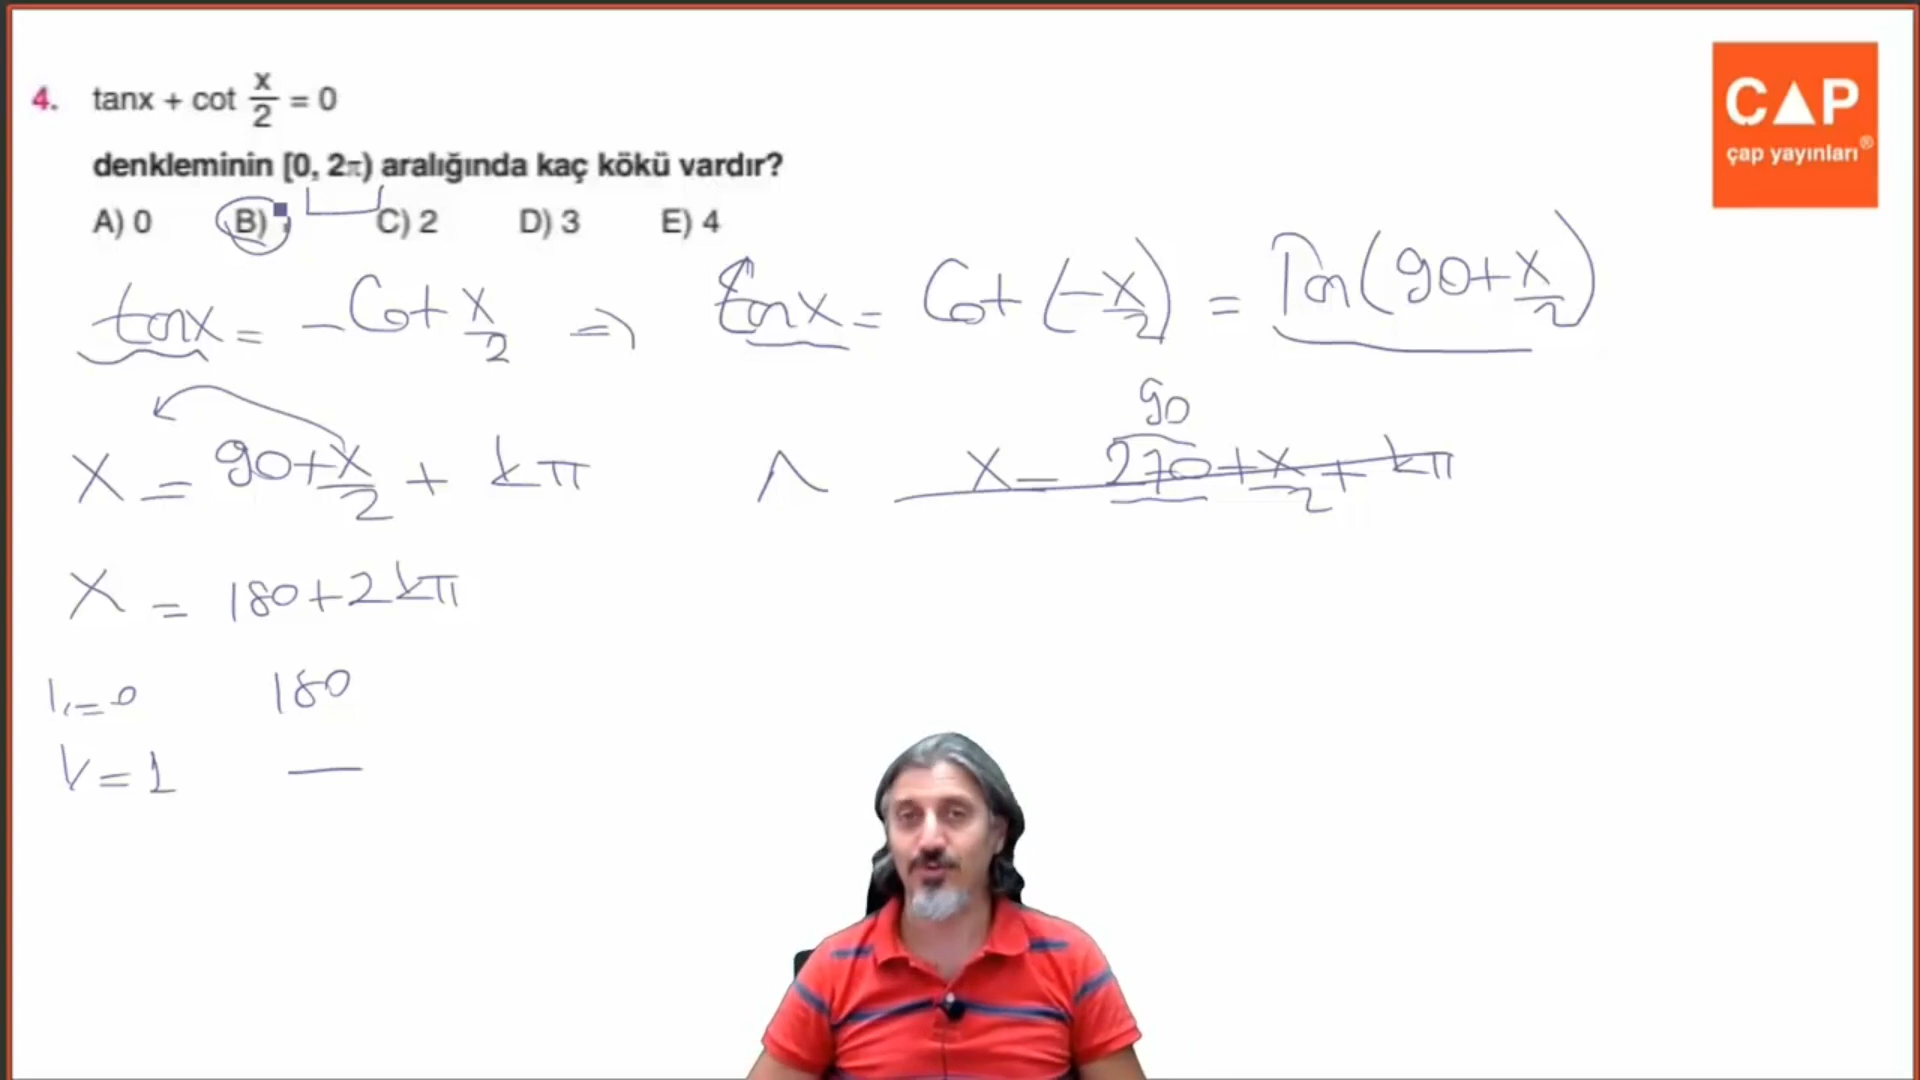 4. tanx + cot x/2 = 0
denkleminin [0, 2π) aralığında kaç kökü vardır?
A) 0 B) C) 2 D) 3 E) 4
ÇAP
çap yayınları®
tanx = -Cot x/2 ⇒ tanx = Cot (-x/2) = Tan(90+x/2)
90
X = 90+x/2 + kπ ∧ X = 270+x/2+kπ
X = 180+2kπ
k=0 180
k=1 —